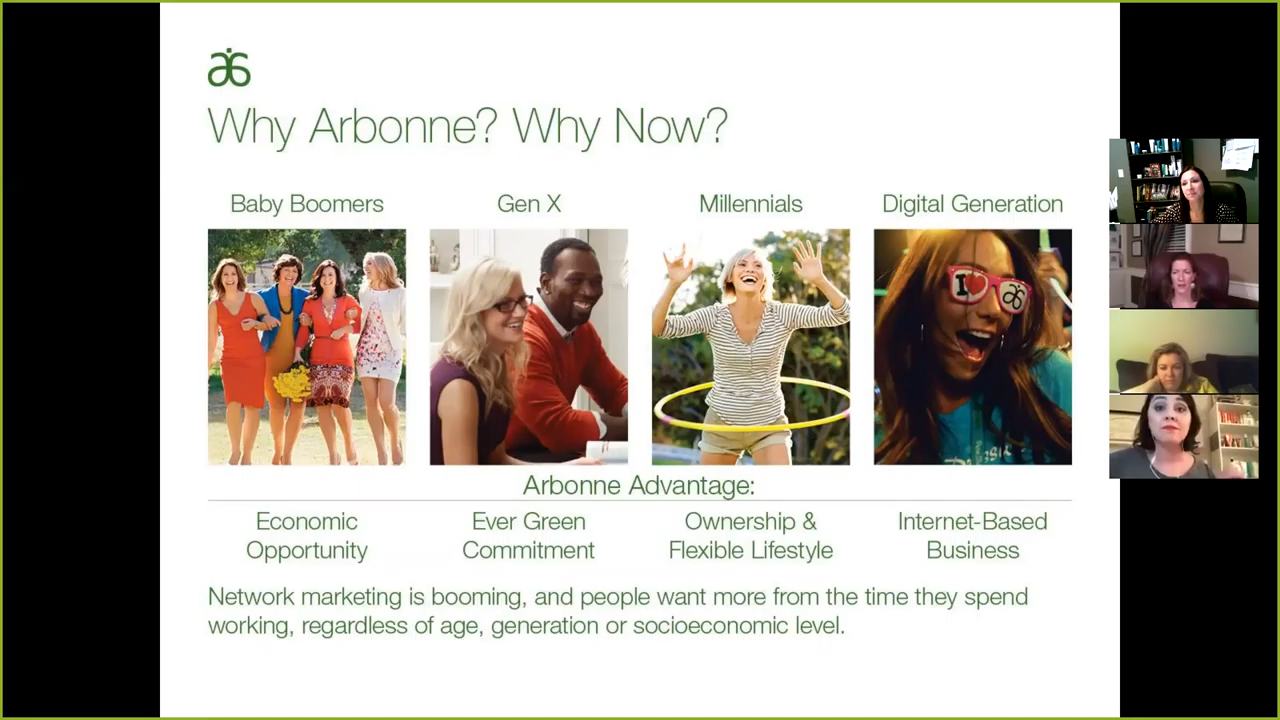 Why Arbonne? Why Now?
Baby Boomers
Gen X
Millennials
Digital Generation
I
Arbonne Advantage:
Economic
Opportunity
Ever Green
Commitment
Ownership &
Flexible Lifestyle
Internet-Based
Business
Network marketing is booming, and people want more from the time they spend
working, regardless of age, generation or socioeconomic level.